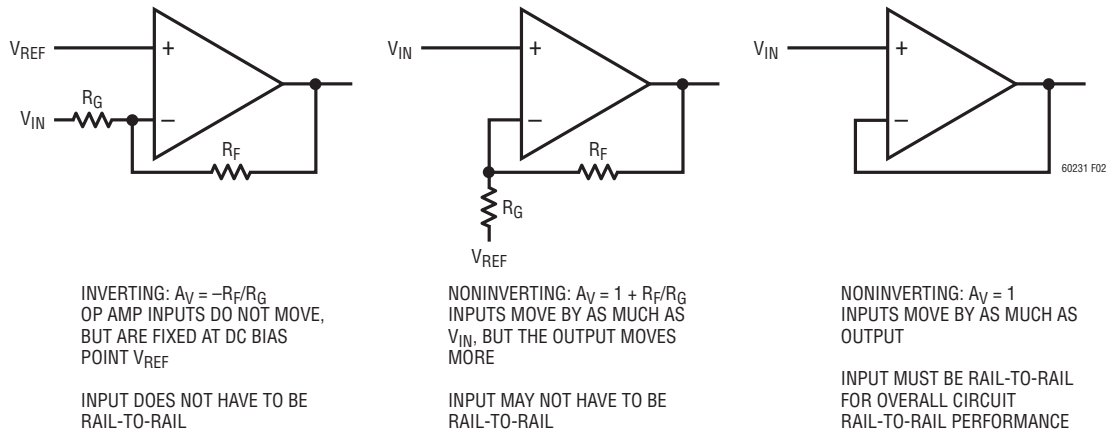 VREF
+
RG
VIN
–
RF
INVERTING: AV = –RF/RG
OP AMP INPUTS DO NOT MOVE,
BUT ARE FIXED AT DC BIAS
POINT VREF
INPUT DOES NOT HAVE TO BE
RAIL-TO-RAIL
VIN
+
–
RF
RG
VREF
NONINVERTING: AV = 1 + RF/RG
INPUTS MOVE BY AS MUCH AS
VIN, BUT THE OUTPUT MOVES
MORE
INPUT MAY NOT HAVE TO BE
RAIL-TO-RAIL
VIN
+
–
60231 F02
NONINVERTING: AV = 1
INPUTS MOVE BY AS MUCH AS
OUTPUT
INPUT MUST BE RAIL-TO-RAIL
FOR OVERALL CIRCUIT
RAIL-TO-RAIL PERFORMANCE